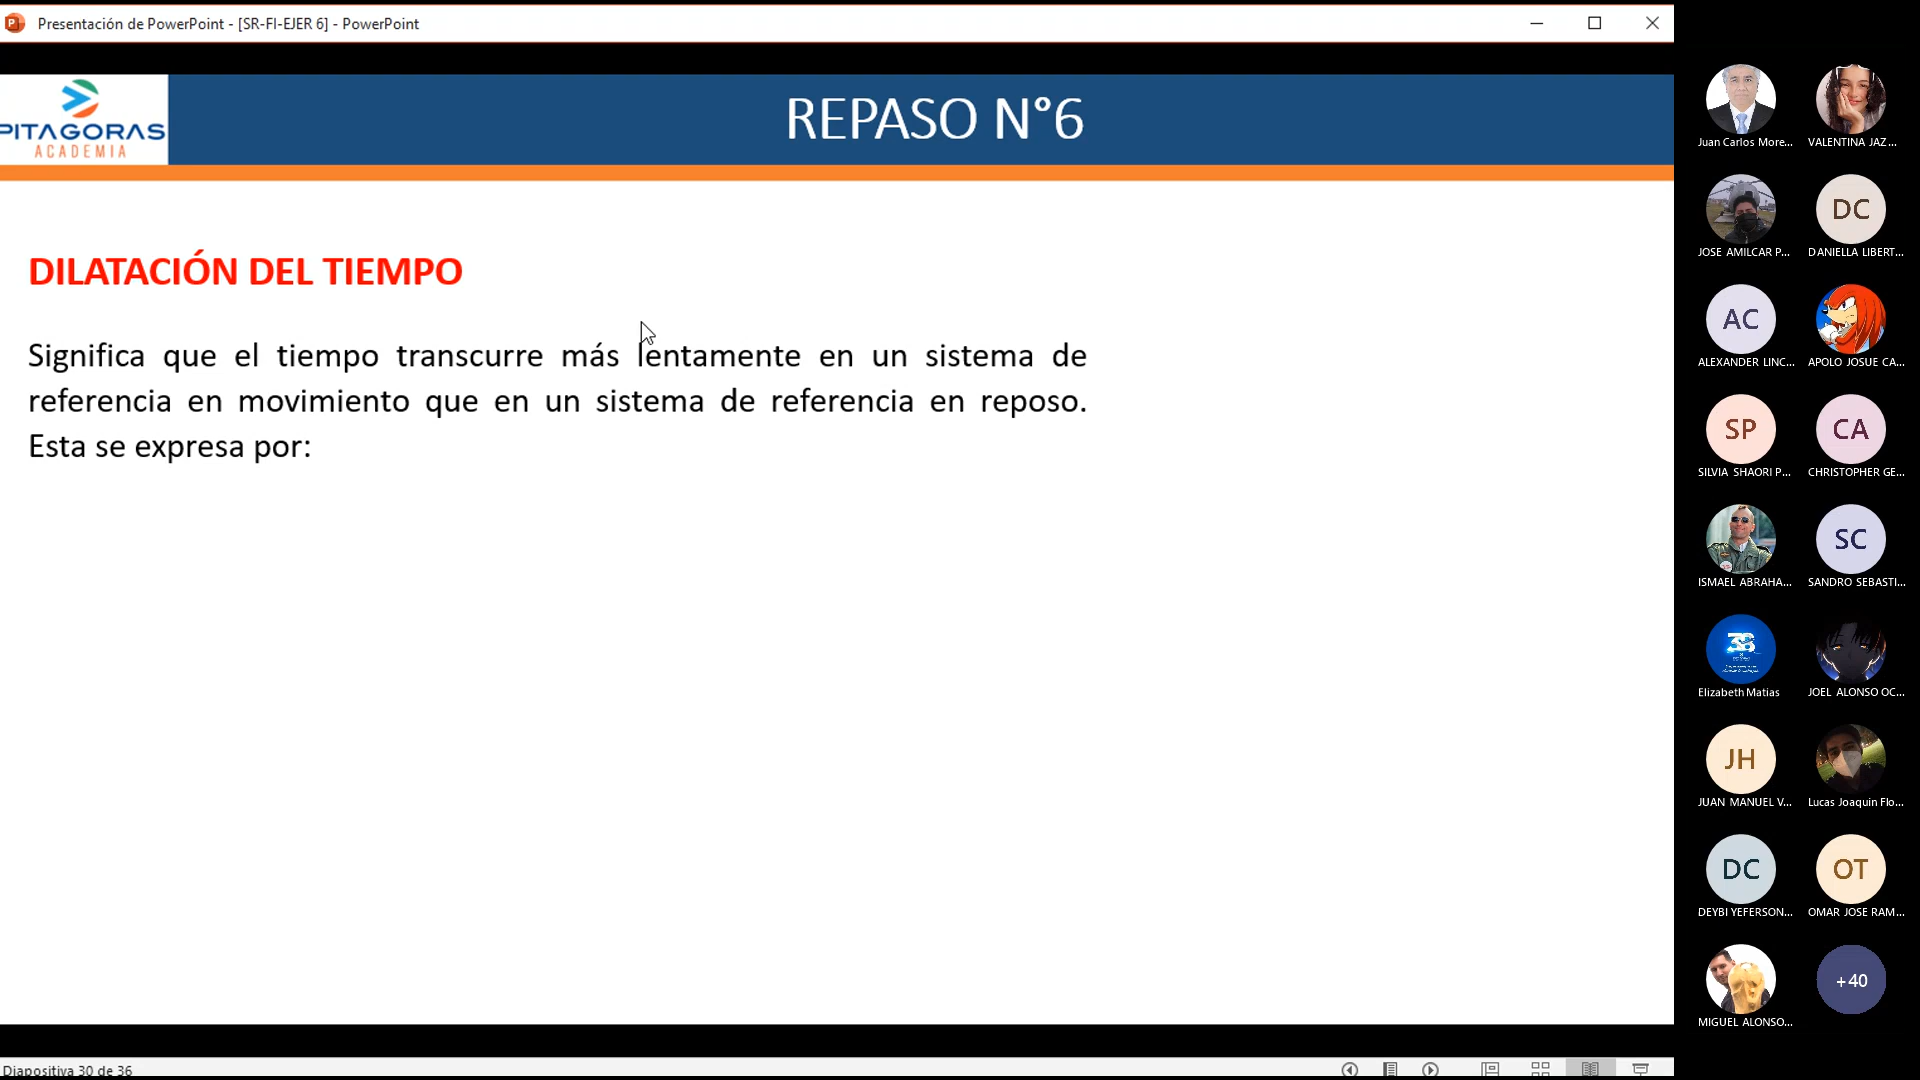 Presentación de PowerPoint - [SR-FI-EJER 6] - PowerPoint
PITAGORAS
ACADEMIA
REPASO N°6
DILATACIÓN DEL TIEMPO
Significa que el tiempo transcurre más lentamente en un sistema de
referencia en movimiento que en un sistema de referencia en reposo.
Esta se expresa por:
Diapositiva 30 de 36
Juan Carlos More...
VALENTINA JAZ...
JOSE AMILCAR P...
DC
DANIELLA LIBERT...
AC
ALEXANDER LINC...
APOLO JOSUE CA...
SP
SILVIA SHAORI P...
CA
CHRISTOPHER GE...
ISMAEL ABRAHA...
SC
SANDRO SEBASTI...
38
Elizabeth Matias
JOEL ALONSO OC...
JH
JUAN MANUEL V...
Lucas Joaquin Flo...
DC
DEYBI YEFERSON...
OT
OMAR JOSE RAM...
MIGUEL ALONSO...
+40